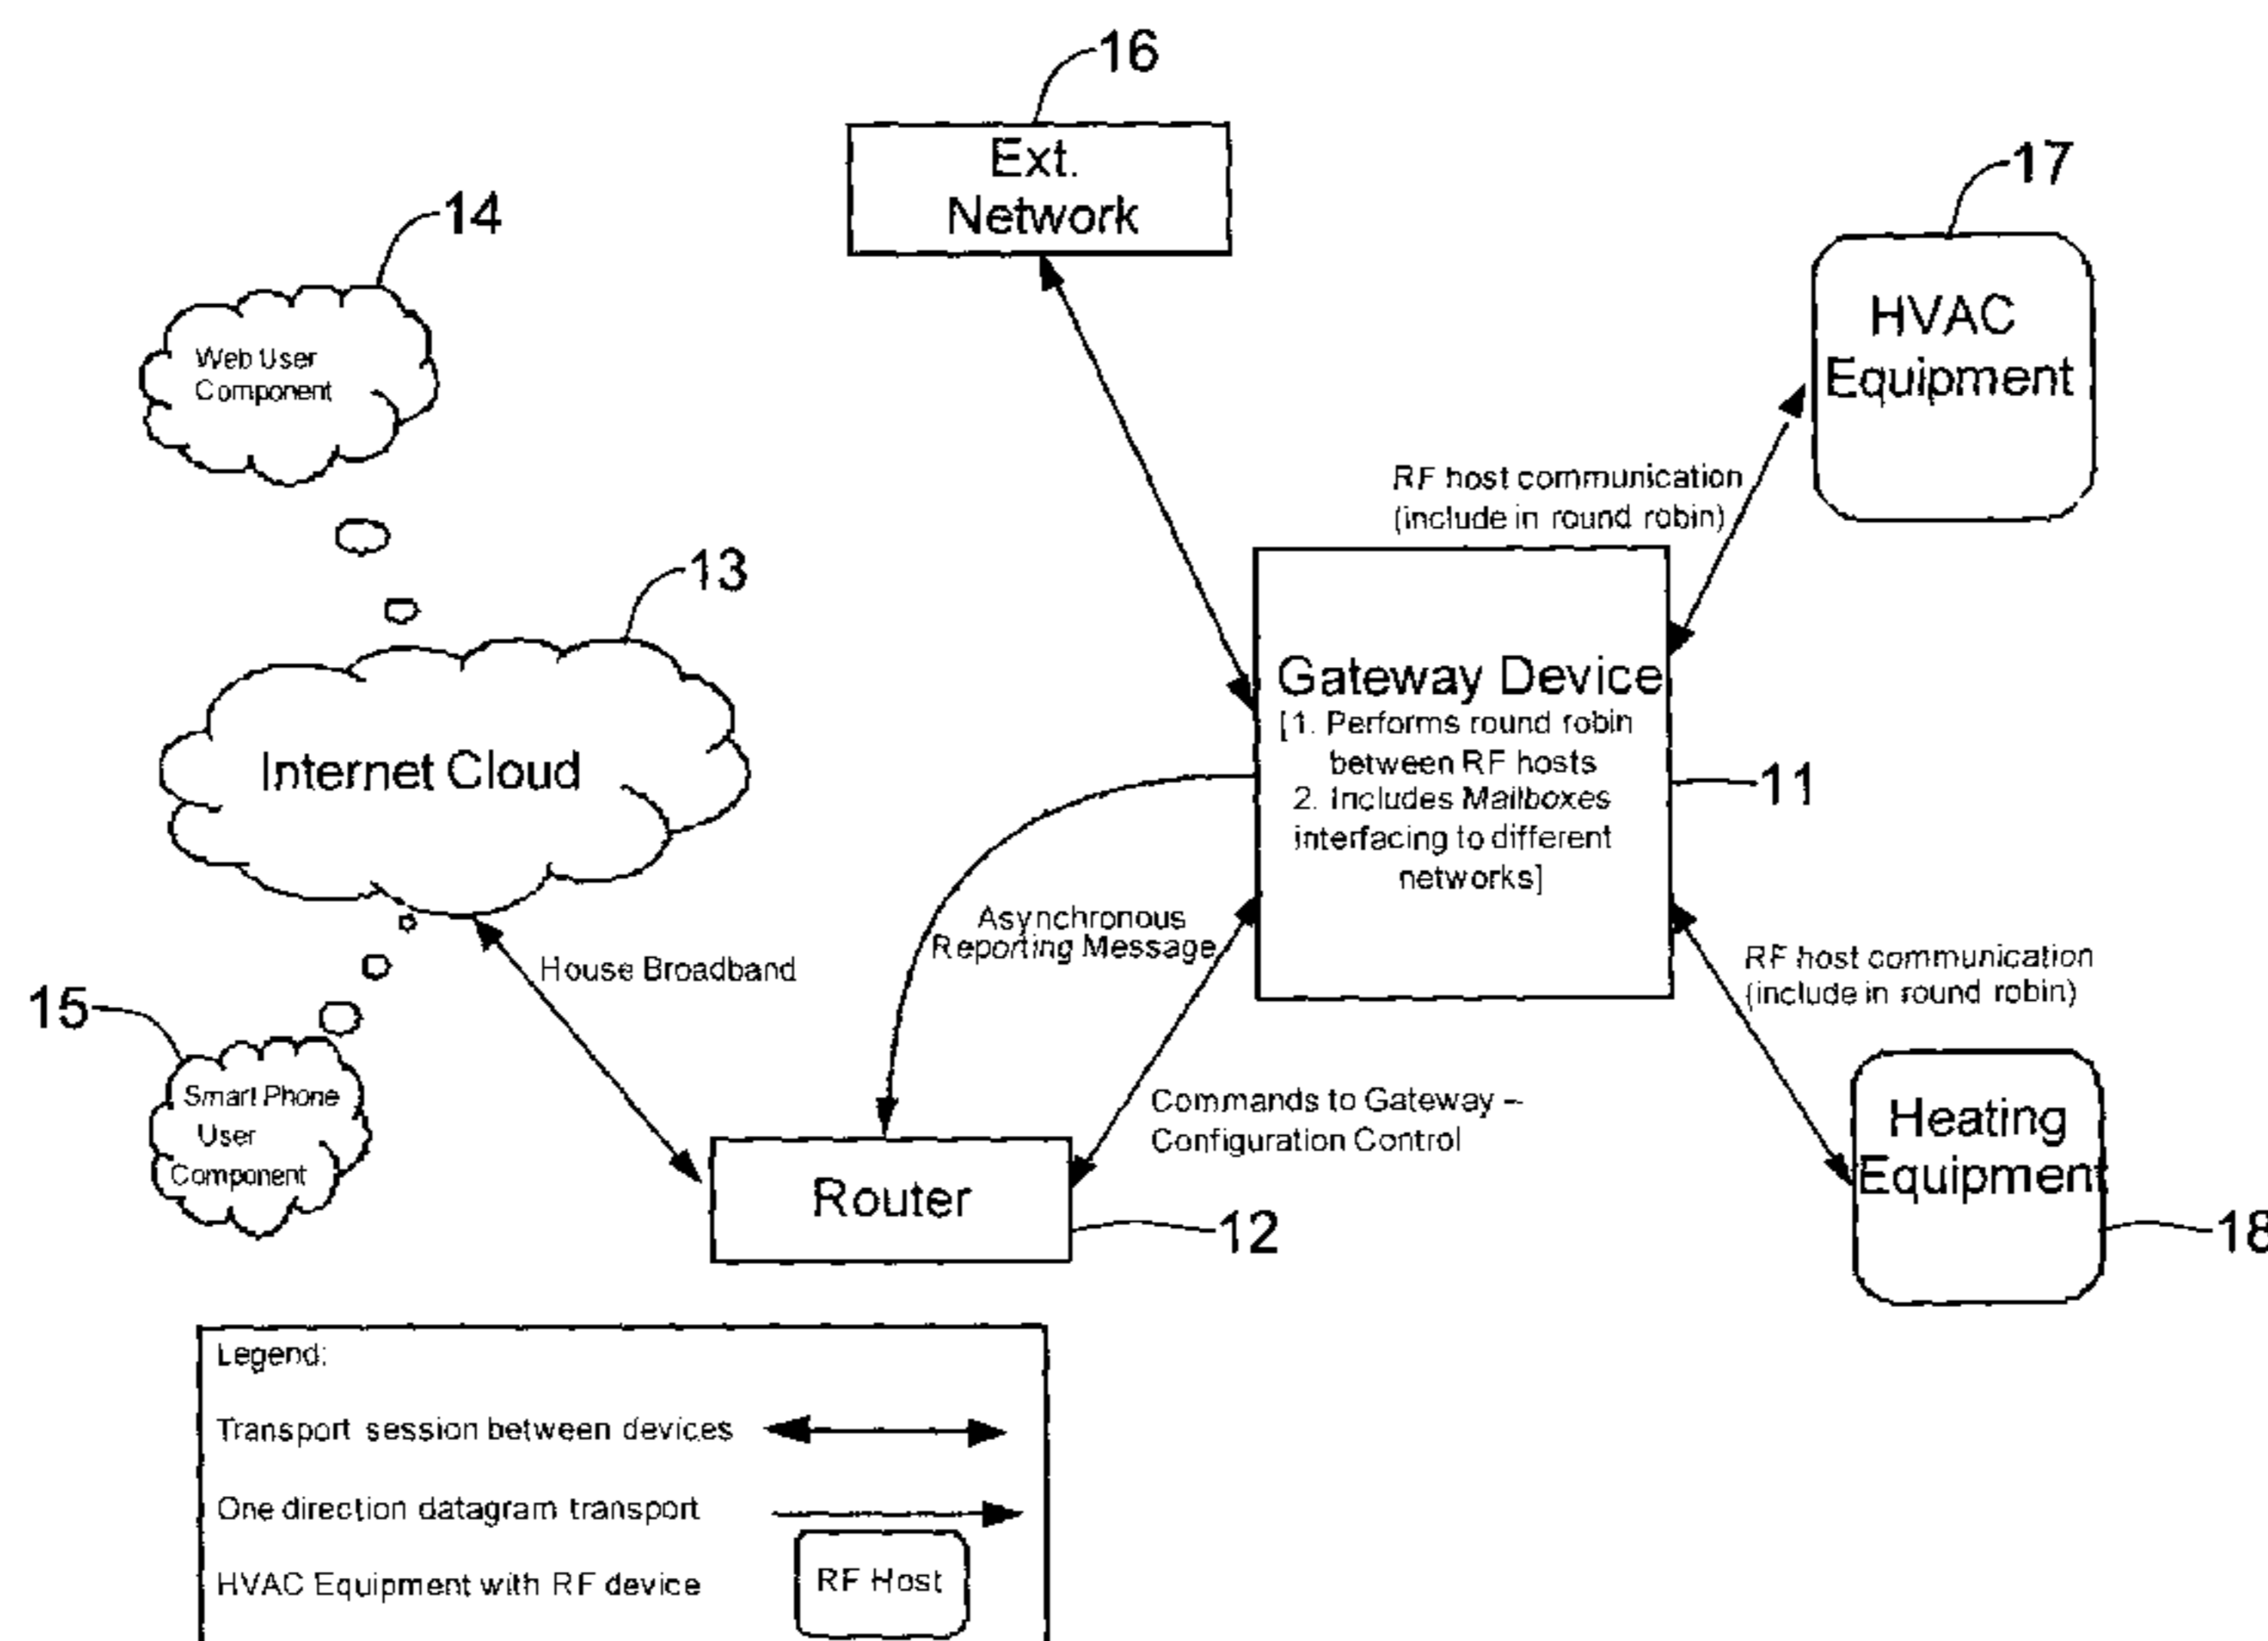 16
Ext.
Network
17
HVAC
Equipment
14
Web User
Component
RF host communication
(include in round robin)
13
Internet Cloud
Gateway Device
[1. Performs round robin
between RF hosts
2. Includes Mailboxes
interfacing to different
networks]
11
Asynchronous
Reporting Message
House Broadband
RF host communication
(include in round robin)
15
Smart Phone
User
Component
Commands to Gateway –
Configuration Control
Heating
Equipment
Router
12
18
Legend:
Transport session between devices
One direction datagram transport
HVAC Equipment with RF device
RF Host